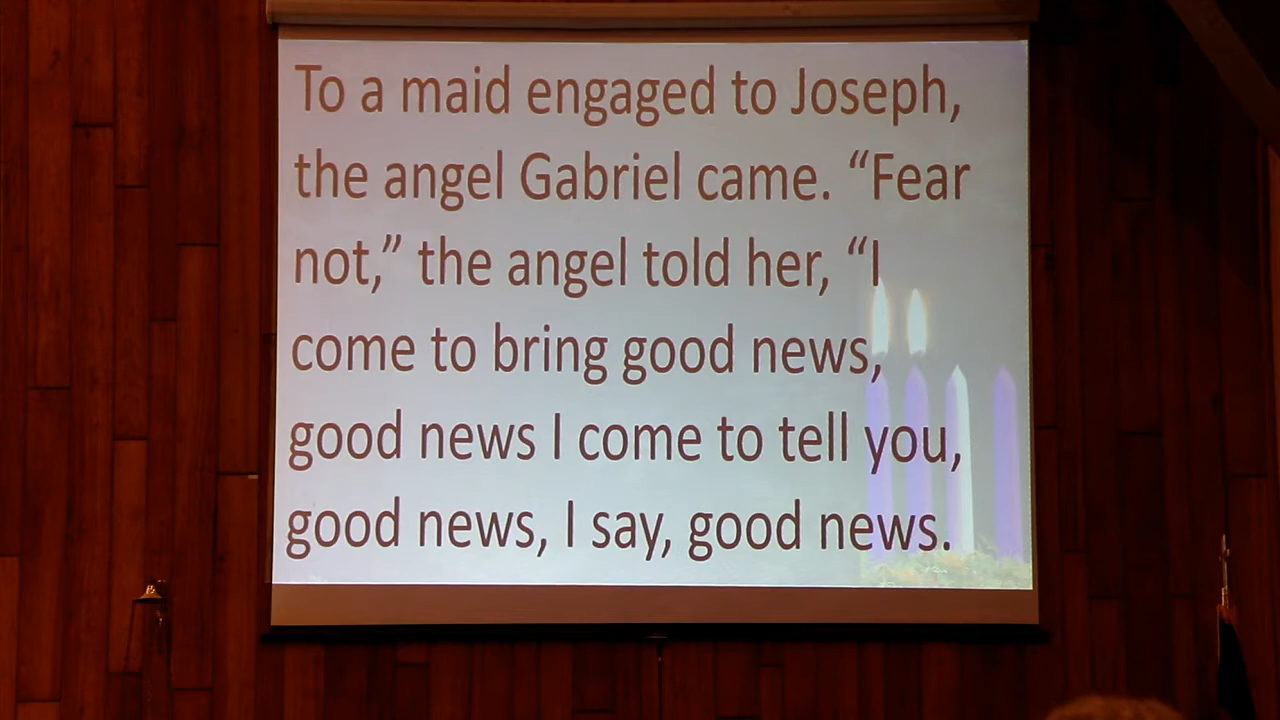 To a maid engaged to Joseph,
the angel Gabriel came. “Fear
not,” the angel told her, “I
come to bring good news,
good news I come to tell you,
good news, I say, good news.